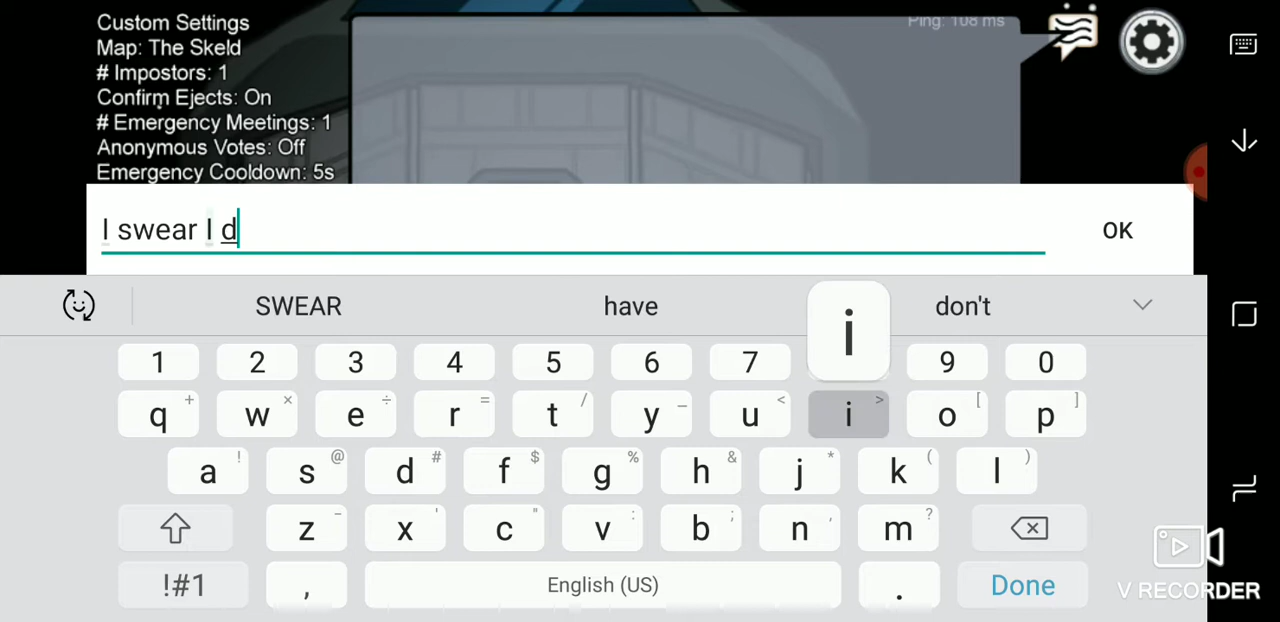 Custom Settings
Map: The Skeld
# Impostors: 1
Confirm Ejects: On
# Emergency Meetings: 1
Anonymous Votes: Off
Emergency Cooldown: 5s
Ping: 108 ms
I swear I d
OK
SWEAR have don't
i
1 2 3 4 5 6 7 9 0
q + w × e ÷ r = t / y _ u < i > o [ p ]
a ! s @ d # f $ g % h & j * k ( l )
z - x ' c " v : b ; n , m ?
!#1 , English (US) . Done
V RECORDER